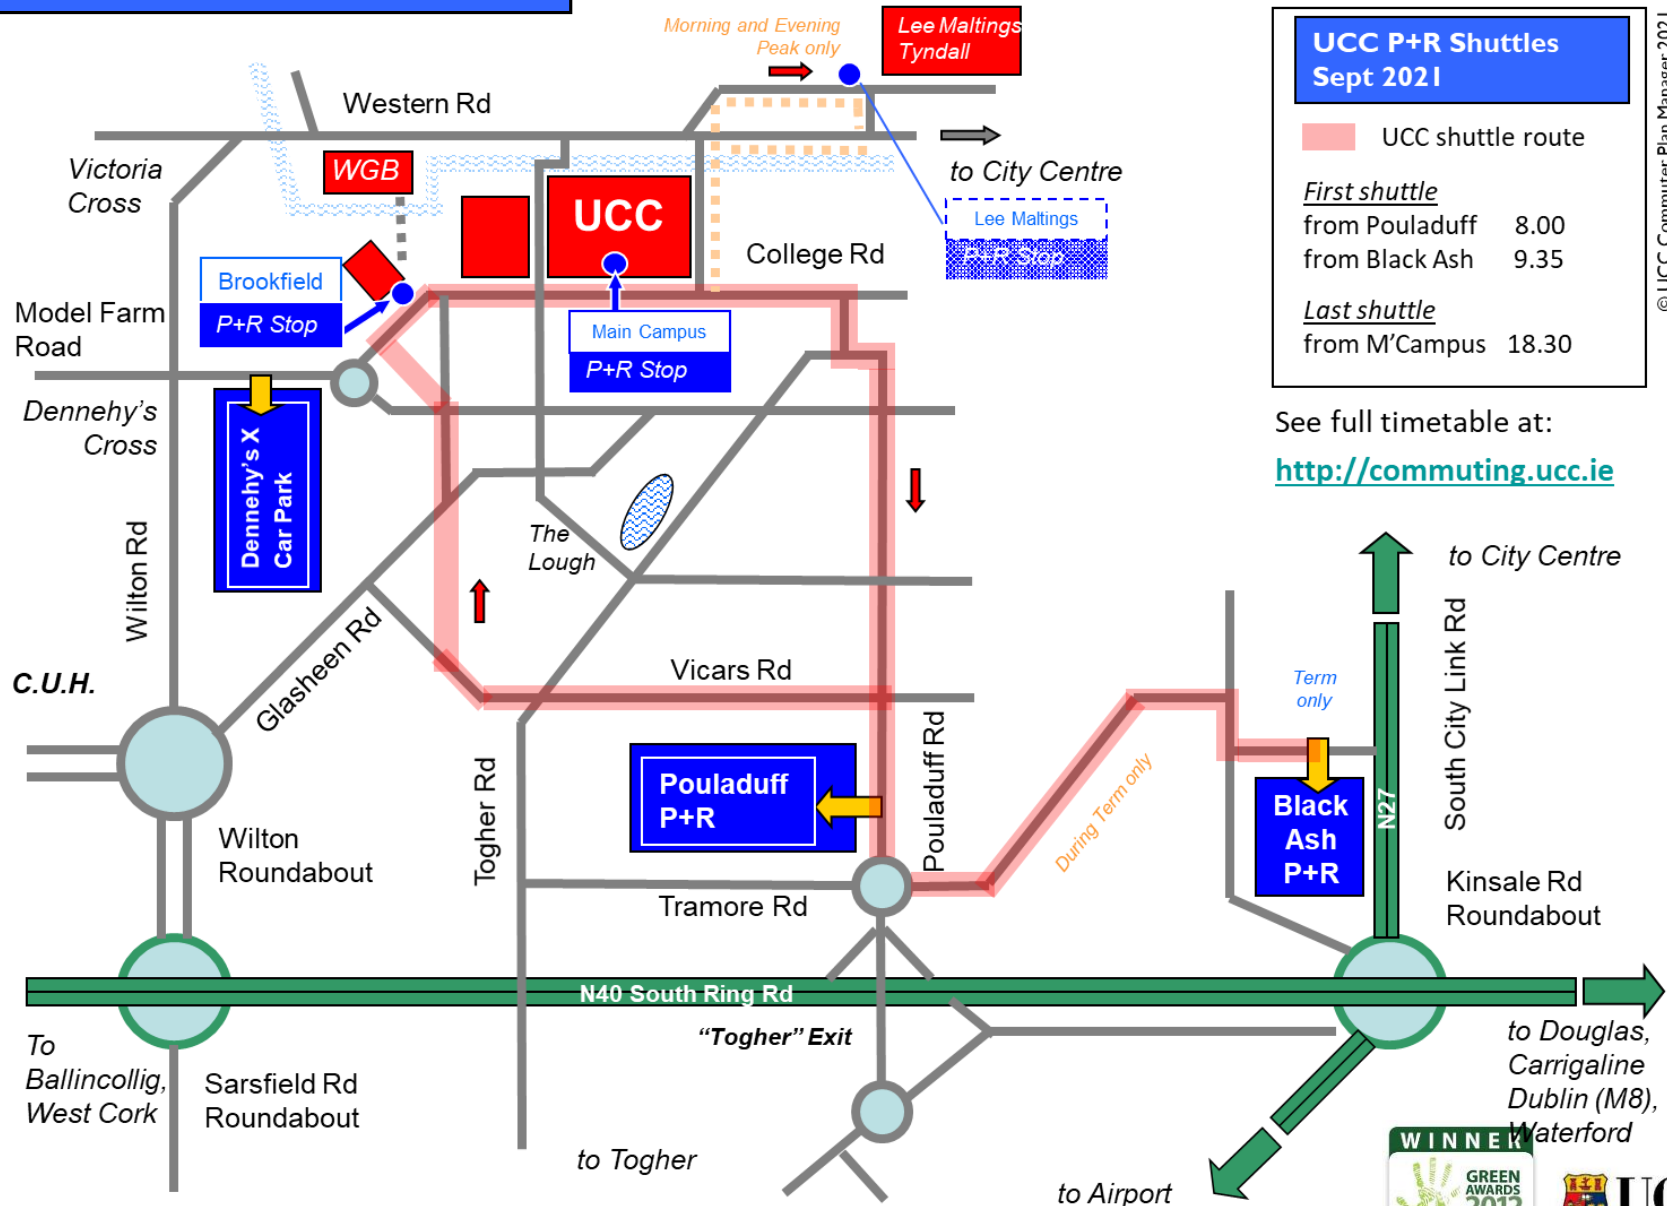 Morning and Evening
Peak only
Lee Maltings
Tyndall
Western Rd
Victoria
Cross
WGB
UCC
to City Centre
Lee Maltings
P+R Stop
College Rd
Brookfield
P+R Stop
Main Campus
P+R Stop
Model Farm
Road
Dennehy's
Cross
Dennehy's X
Car Park
Wilton Rd
The
Lough
Glasheen Rd
C.U.H.
Vicars Rd
Pouladuff
P+R
Pouladuff Rd
Togher Rd
Tramore Rd
Wilton
Roundabout
During Term only
Term
only
Black
Ash
P+R
N27
South City Link Rd
to City Centre
Kinsale Rd
Roundabout
N40 South Ring Rd
“Togher” Exit
To
Ballincollig,
West Cork
Sarsfield Rd
Roundabout
to Togher
to Airport
to Douglas,
Carrigaline
Dublin (M8),
Waterford
UCC P+R Shuttles
Sept 2021
UCC shuttle route
First shuttle
from Pouladuff 8.00
from Black Ash 9.35
Last shuttle
from M'Campus 18.30
See full timetable at:
http://commuting.ucc.ie
© UCC Commuter Plan Manager 2021
WINNER
GREEN
AWARDS
2012